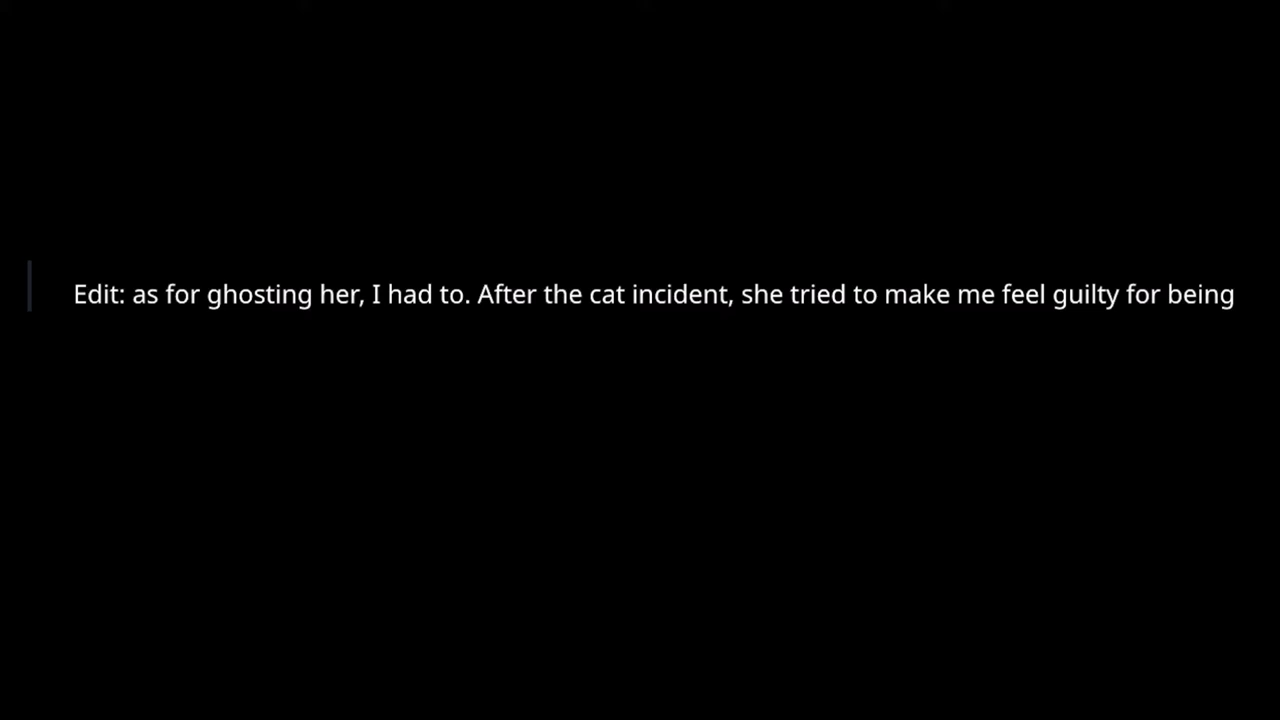 Edit: as for ghosting her, I had to. After the cat incident, she tried to make me feel guilty for being